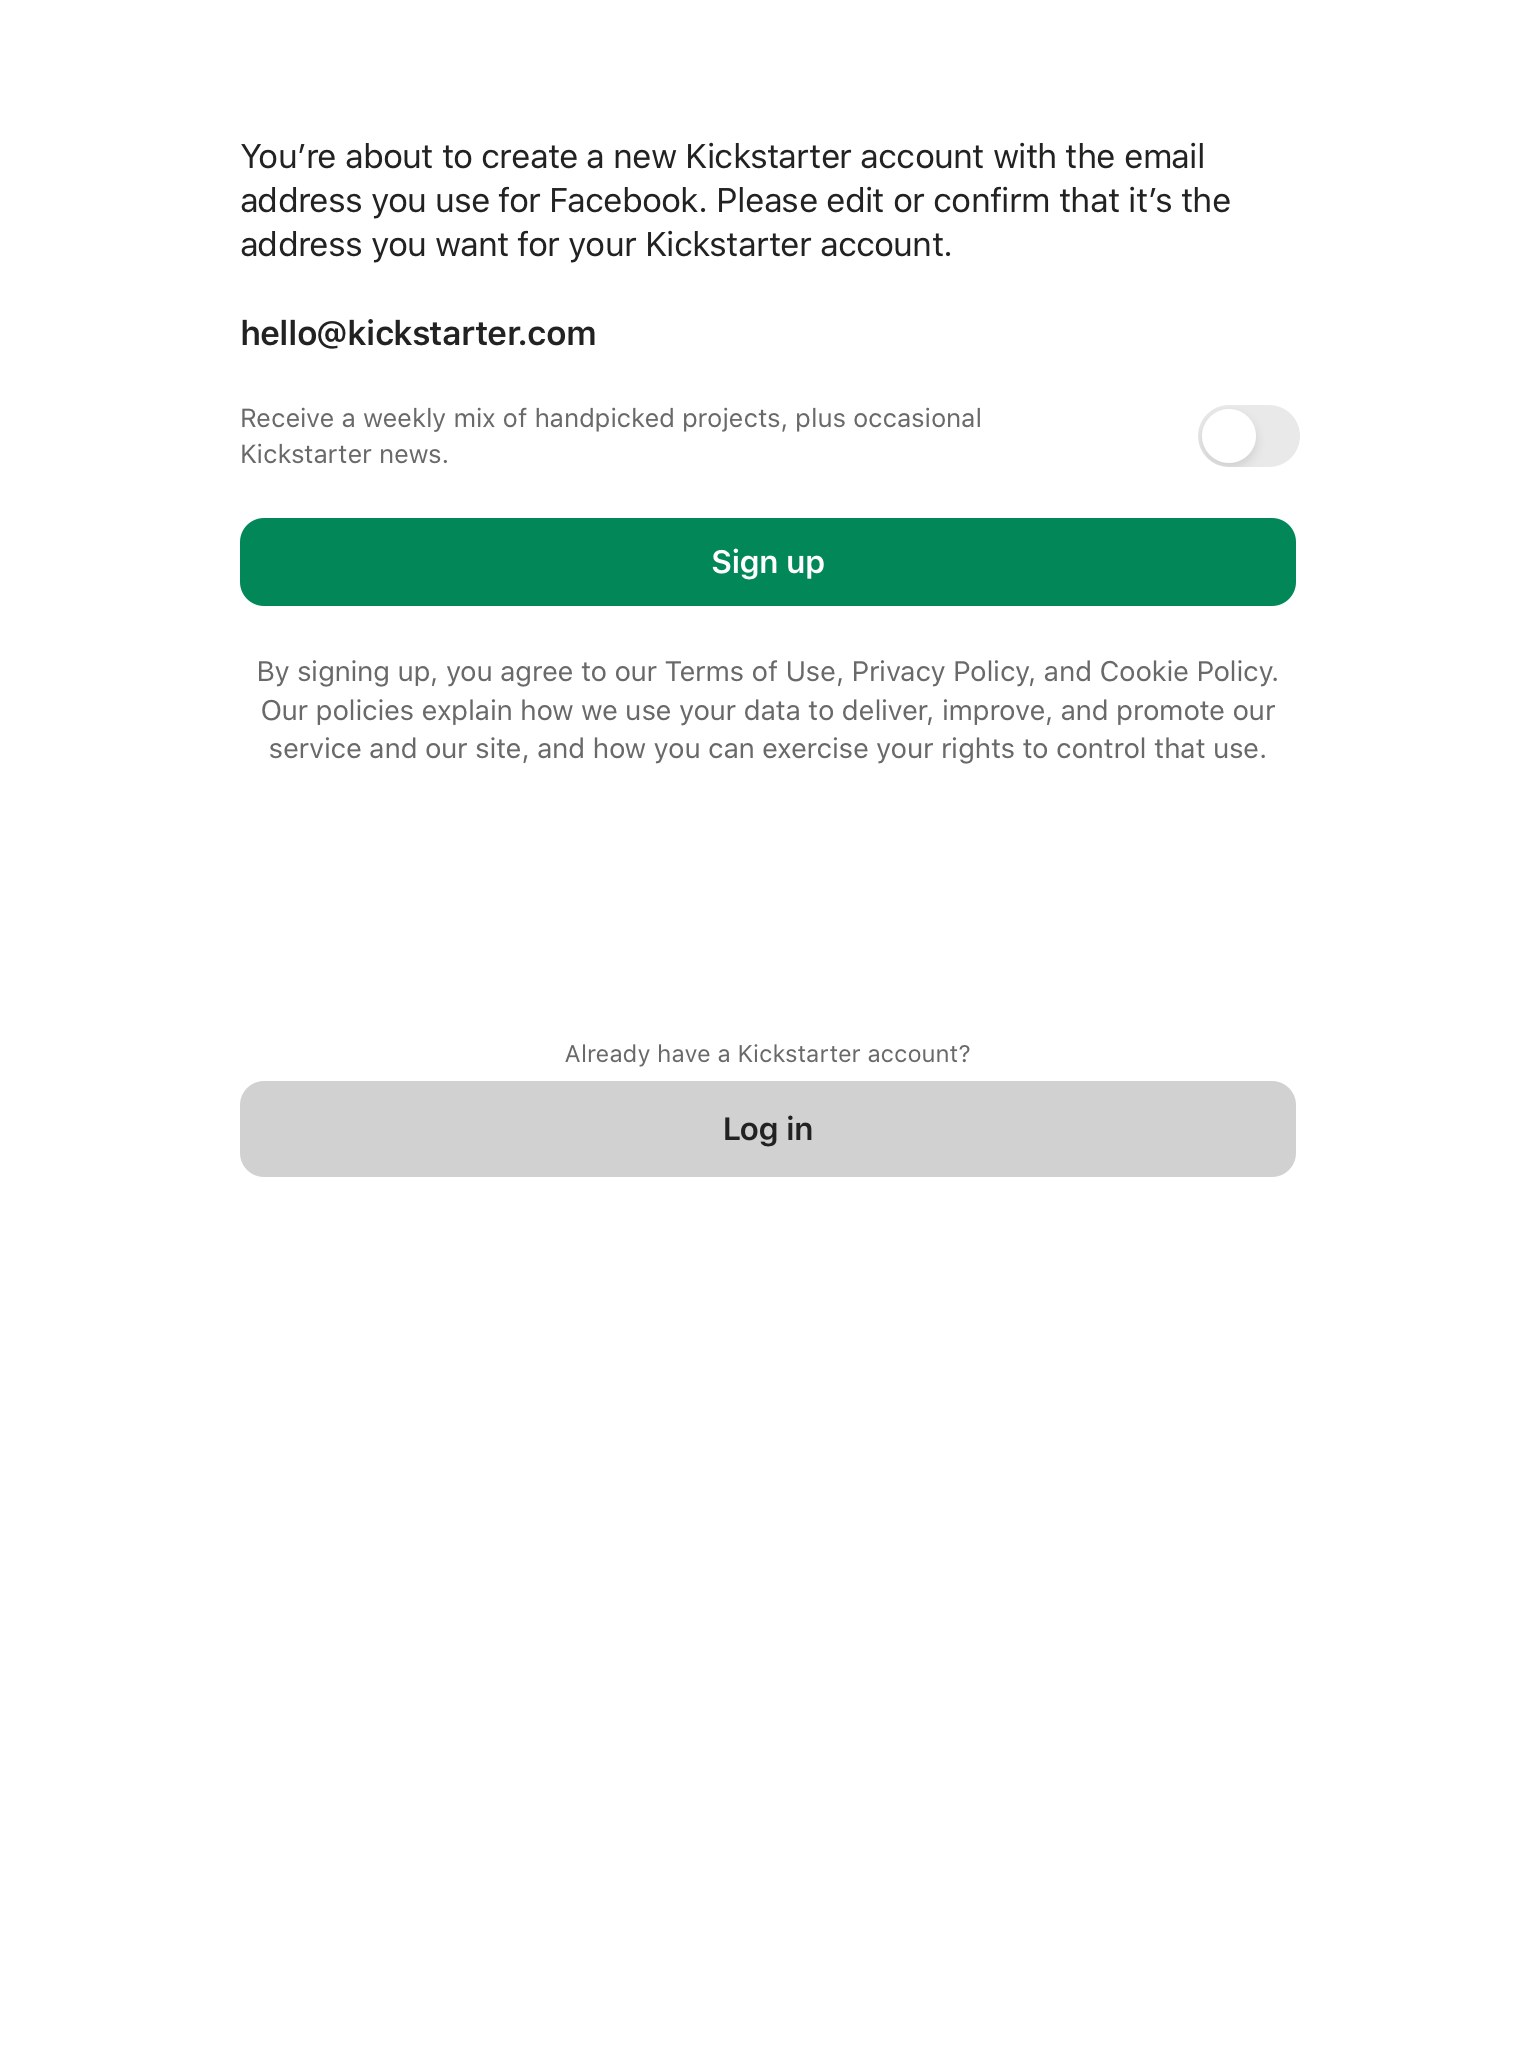 You’re about to create a new Kickstarter account with the email
address you use for Facebook. Please edit or confirm that it’s the
address you want for your Kickstarter account.
hello@kickstarter.com
Receive a weekly mix of handpicked projects, plus occasional
Kickstarter news.
Sign up
By signing up, you agree to our Terms of Use, Privacy Policy, and Cookie Policy.
Our policies explain how we use your data to deliver, improve, and promote our
service and our site, and how you can exercise your rights to control that use.
Already have a Kickstarter account?
Log in